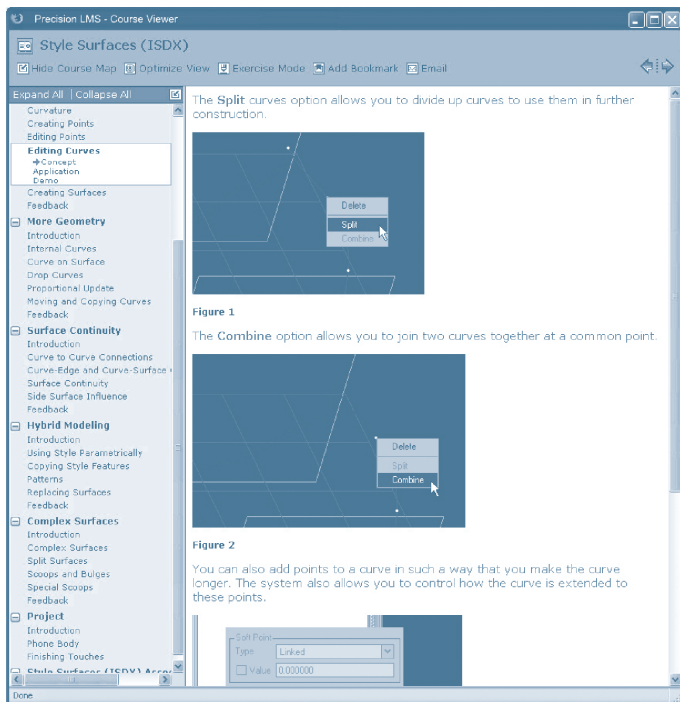 Precision LMS - Course Viewer
Style Surfaces (ISDX)
Hide Course Map Optimize View Exercise Mode Add Bookmark Email
Expand All | Collapse All
Curvature
Creating Points
Editing Points
Editing Curves
Concept
Application
Demo
Creating Surfaces
Feedback
More Geometry
Introduction
Internal Curves
Curve on Surface
Drop Curves
Proportional Update
Moving and Copying Curves
Feedback
Surface Continuity
Introduction
Curve to Curve Connections
Curve-Edge and Curve-Surface
Surface Continuity
Side Surface Influence
Feedback
Hybrid Modeling
Introduction
Using Style Parametrically
Copying Style Features
Patterns
Replacing Surfaces
Feedback
Complex Surfaces
Introduction
Complex Surfaces
Split Surfaces
Scoops and Bulges
Special Scoops
Feedback
Project
Introduction
Phone Body
Finishing Touches
Style Surfaces (ISDX)
The Split curves option allows you to divide up curves to use them in further
construction.
Delete
Split
Combine
Figure 1
The Combine option allows you to join two curves together at a common point.
Delete
Split
Combine
Figure 2
You can also add points to a curve in such a way that you make the curve
longer. The system also allows you to control how the curve is extended to
these points.
Soft Point
Type Linked
Value 0.000000
Done